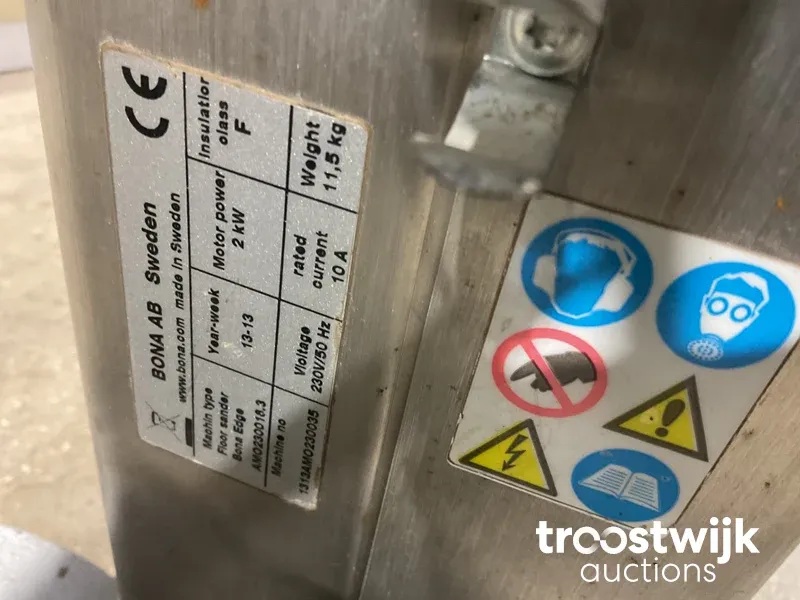 CE
BONA AB Sweden
www.bona.com made in Sweden
Machin type
Floor sander
Bona Edge
AMO230018.3
Year-week
13-13
Motor power
2 kW
Insulation
class
F
Machine no
1313AMO230035
Vloltage
230V/50 Hz
rated
current
10 A
Weight
11,5 kg
troostwijk
auctions